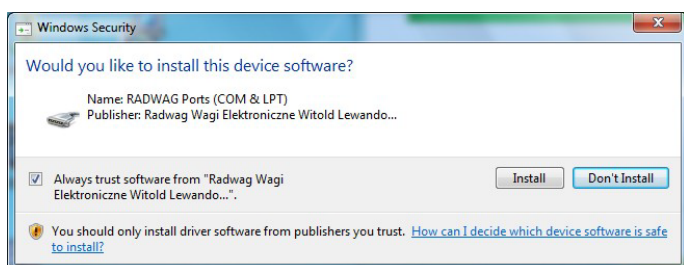 Windows Security
Would you like to install this device software?
Name: RADWAG Ports (COM & LPT)
Publisher: Radwag Wagi Elektroniczne Witold Lewando...
Always trust software from "Radwag Wagi
Elektroniczne Witold Lewando...".
Install
Don't Install
You should only install driver software from publishers you trust. How can I decide which device software is safe
to install?